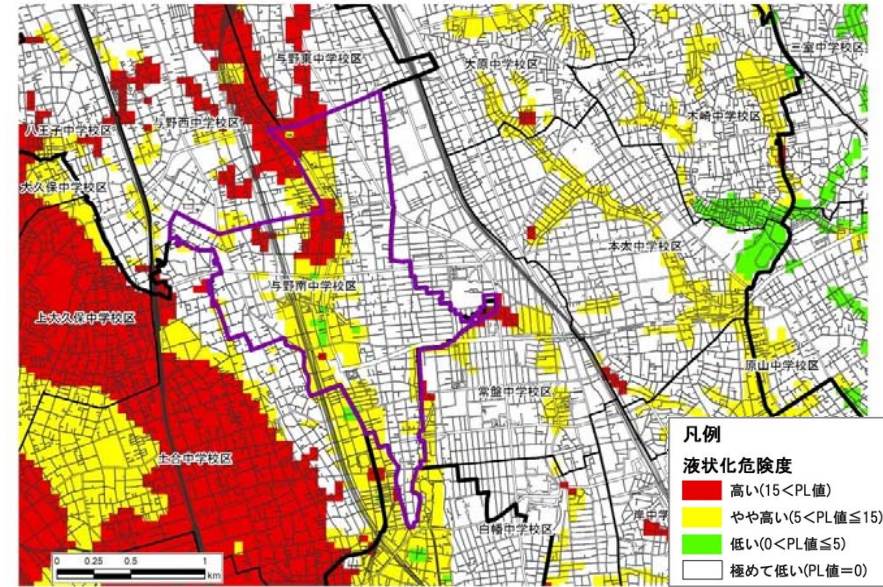 三室中学校区
与野東中学校区
大原中学校区
木崎中学校区
与野西中学校区
八王子中学校区
大久保中学校区
本太中学校区
与野南中学校区
上大久保中学校区
原山中学校区
常盤中学校区
土合中学校区
白幡中学校区
岸中学
凡例
液状化危険度
高い(15<PL値)
やや高い(5<PL値≦15)
低い(0<PL値≦5)
極めて低い(PL値=0)
0 0.25 0.5 1
km